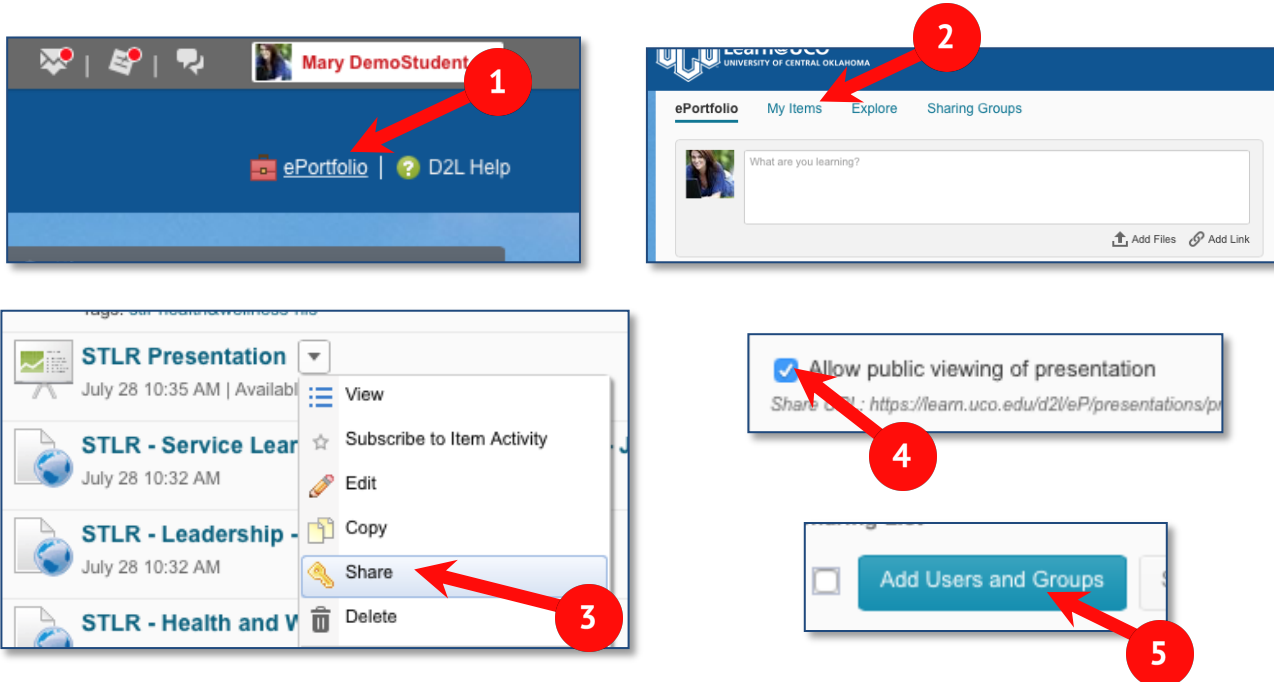 Mary DemoStudent
1
ePortfolio | D2L Help
2
Learn@UCO
UNIVERSITY OF CENTRAL OKLAHOMA
ePortfolio My Items Explore Sharing Groups
What are you learning?
Add Files Add Link
STLR Presentation
July 28 10:35 AM | Availabl
View
Subscribe to Item Activity
STLR - Service Lear
July 28 10:32 AM
Edit
Copy
STLR - Leadership -
July 28 10:32 AM
Share
3
Delete
STLR - Health and W
Allow public viewing of presentation
Share URL: https://learn.uco.edu/d2l/eP/presentations/pr
4
Add Users and Groups
5